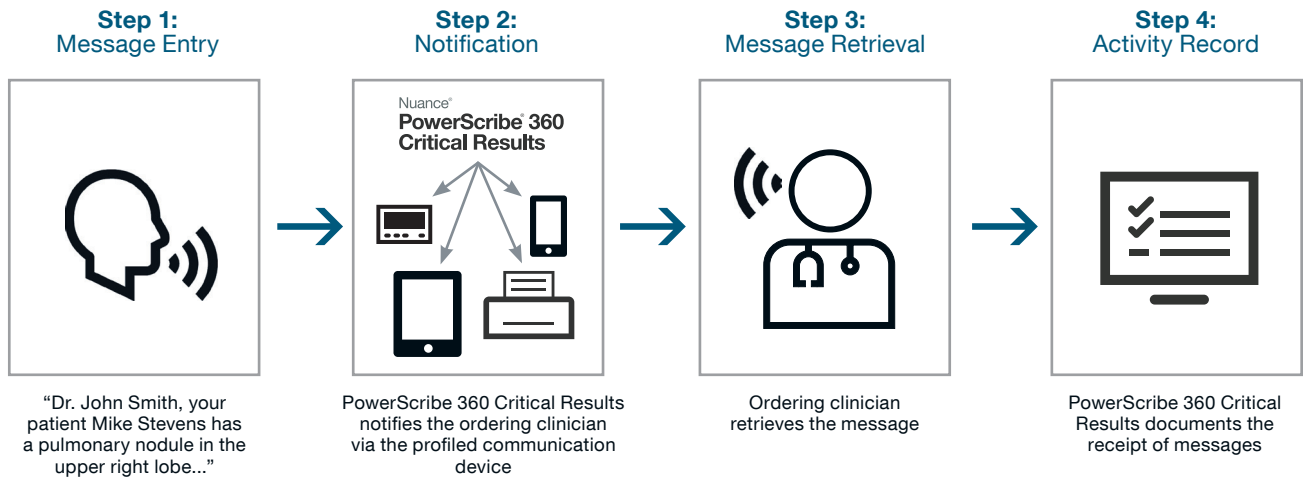 Step 1:
Message Entry
Step 2:
Notification
Step 3:
Message Retrieval
Step 4:
Activity Record
Nuance®
PowerScribe® 360
Critical Results
“Dr. John Smith, your
patient Mike Stevens has
a pulmonary nodule in the
upper right lobe...”
PowerScribe 360 Critical Results
notifies the ordering clinician
via the profiled communication
device
Ordering clinician
retrieves the message
PowerScribe 360 Critical
Results documents the
receipt of messages